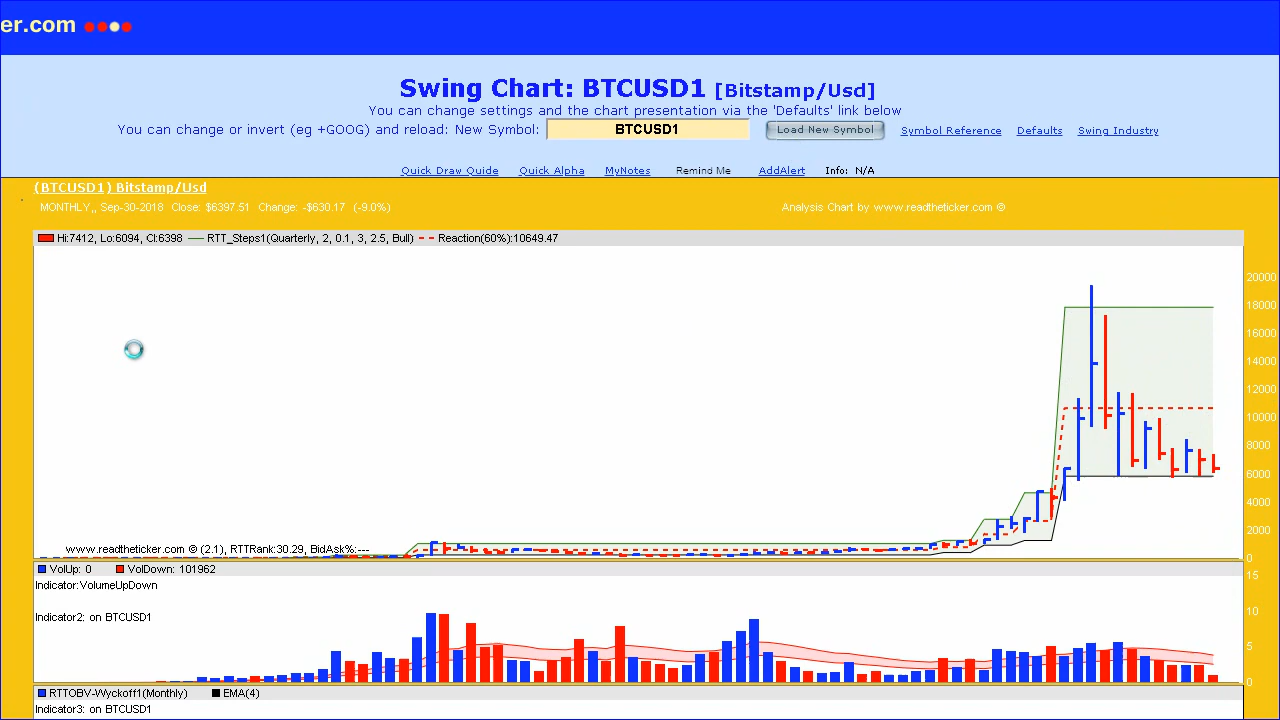 er.com
Swing Chart: BTCUSD1 [Bitstamp/Usd]
You can change settings and the chart presentation via the 'Defaults' link below
You can change or invert (eg +GOOG) and reload: New Symbol: BTCUSD1 Load New Symbol Symbol Reference Defaults Swing Industry
Quick Draw Quide Quick Alpha MyNotes Remind Me AddAlert Info: N/A
(BTCUSD1) Bitstamp/Usd
MONTHLY,, Sep-30-2018 Close: $6397.51 Change: -$630.17 (-9.0%) Analysis Chart by www.readtheticker.com ©
Hi:7412, Lo:6094, Cl:6398 RTT_Steps1(Quarterly, 2, 0.1, 3, 2.5, Bull) Reaction(60%):10649.47
20000
18000
16000
14000
12000
10000
8000
6000
4000
2000
www.readtheticker.com © (2.1), RTTRank:30.29, BidAsk%:---
0
VolUp: 0 VolDown: 101962
15
Indicator:VolumeUpDown
10
Indicator2: on BTCUSD1
5
0
RTTOBV-Wyckoff1(Monthly) EMA(4)
Indicator3: on BTCUSD1